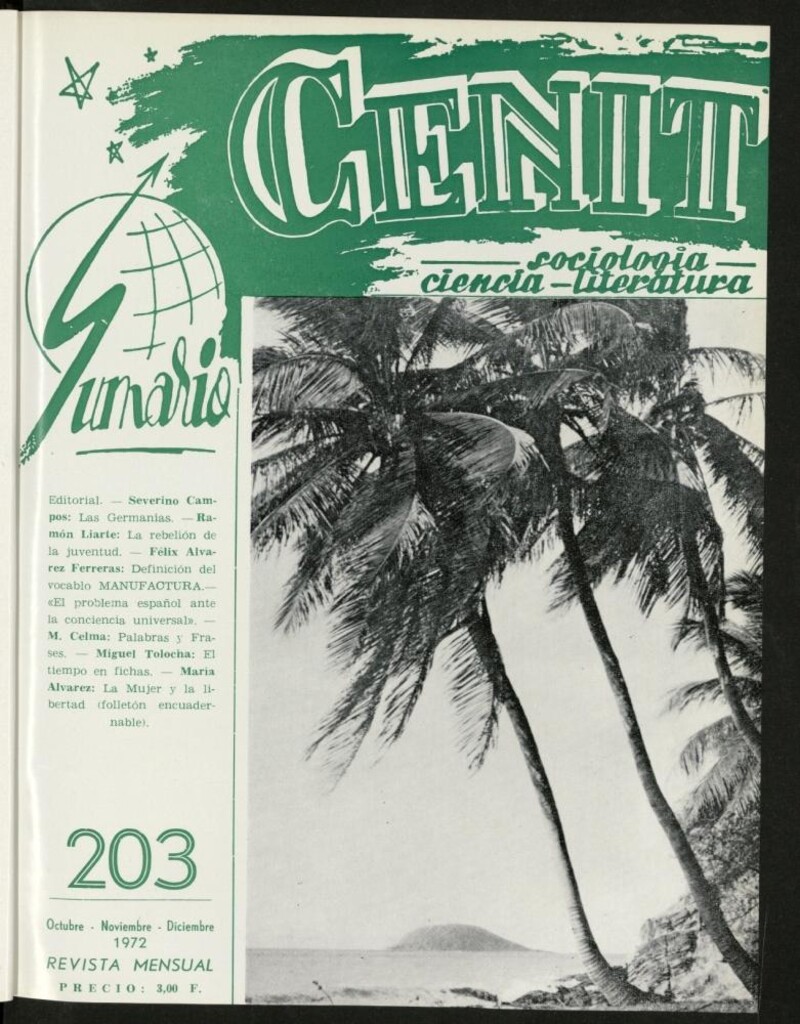 CENIT
sociologia
ciencia - literatura
Sumario
Editorial. — Severino Cam-
pos: Las Germanias. — Ra-
món Liarte: La rebelión de
la juventud. — Félix Alva-
rez Ferreras: Definición del
vocablo MANUFACTURA.—
«El problema español ante
la conciencia universal». —
M. Celma: Palabras y Fra-
ses. — Miguel Tolocha: El
tiempo en fichas. — Maria
Alvarez: La Mujer y la li-
bertad (folletón encuader-
nable).
203
Octubre - Noviembre - Diciembre
1972
REVISTA MENSUAL
PRECIO: 3,00 F.